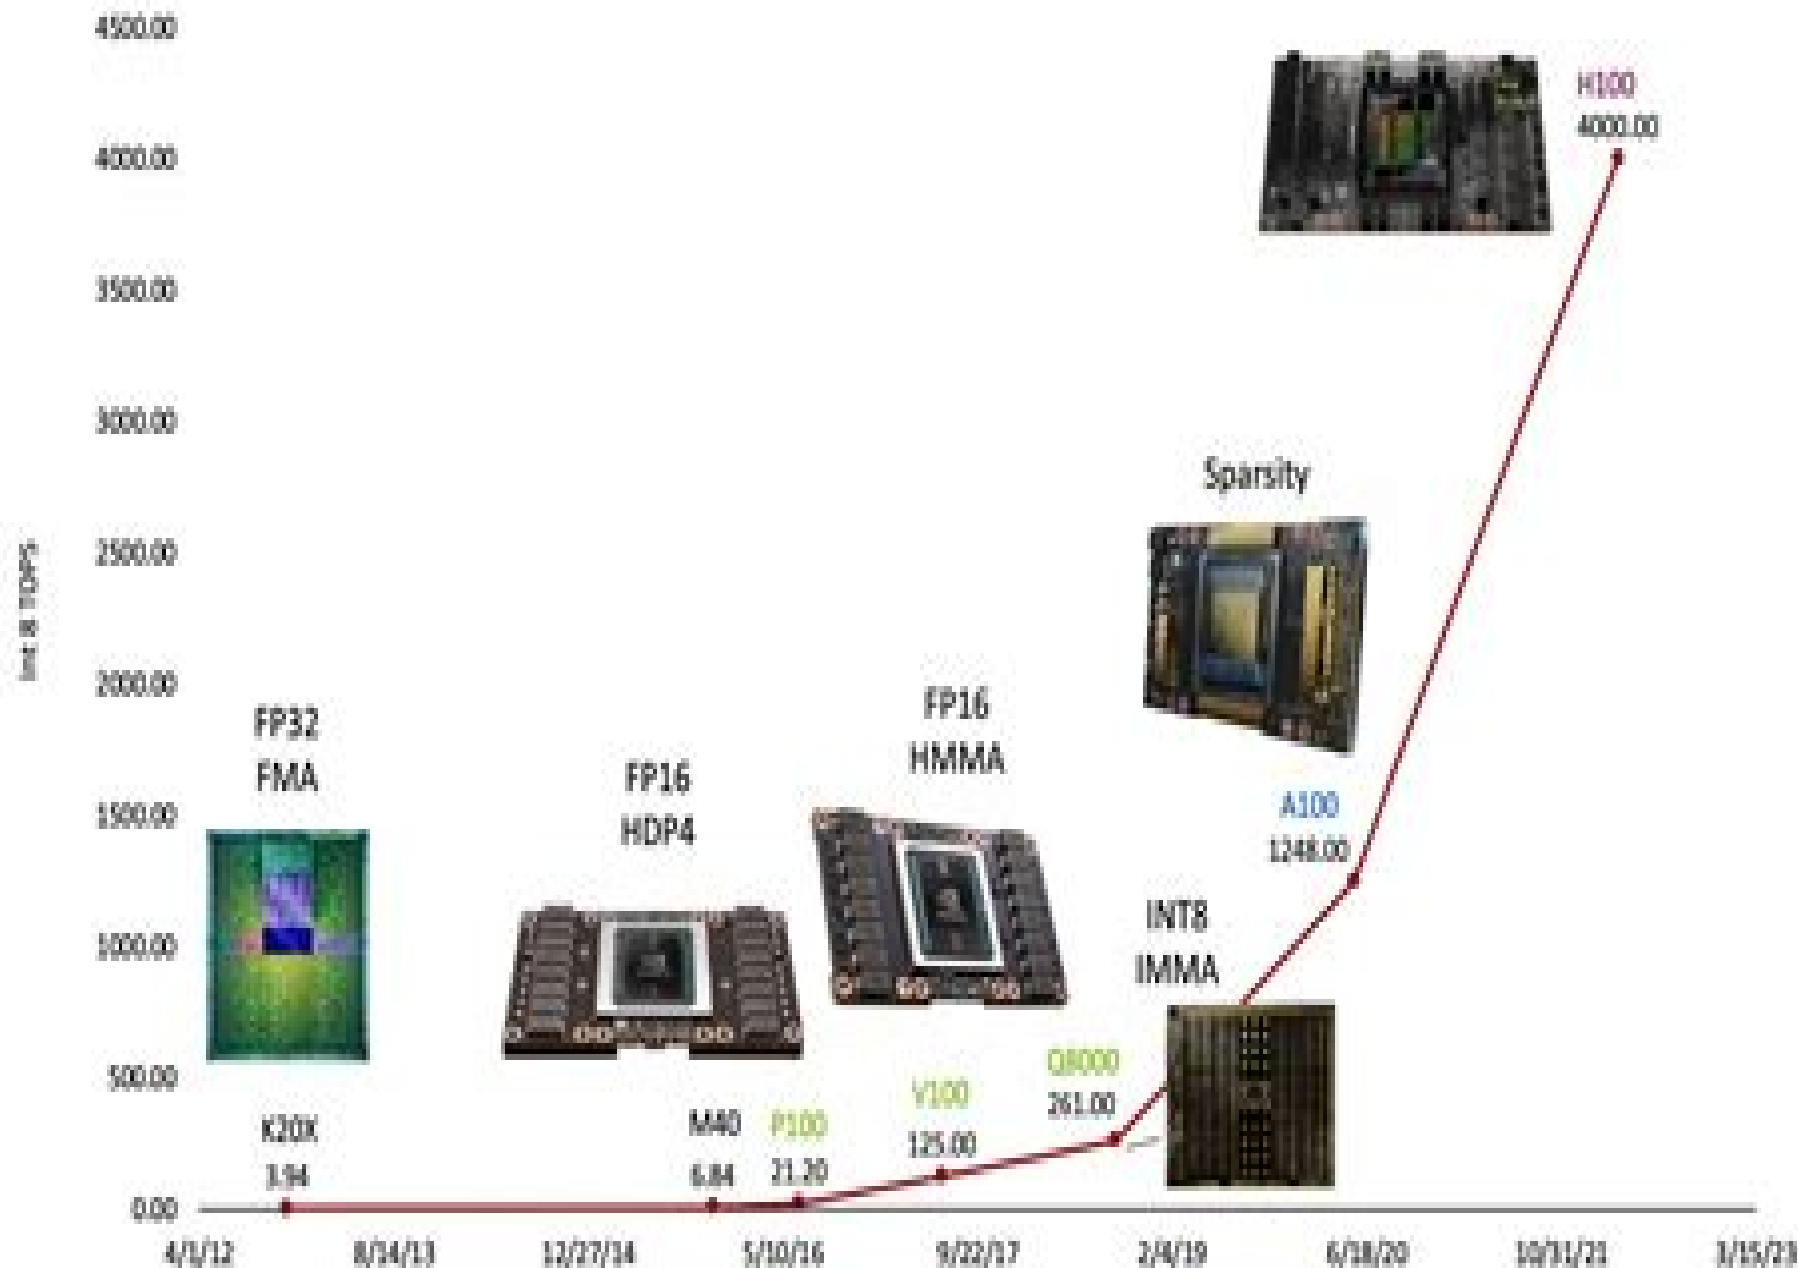 4500.00
4000.00
3500.00
3000.00
2500.00
2000.00
1500.00
1000.00
500.00
0.00
Int 8 TOPS
H100
4000.00
Sparsity
A100
1248.00
FP32
FMA
K20X
3.94
FP16
HDP4
M40
6.84
P100
21.20
FP16
HMMA
V100
125.00
Q8000
261.00
INT8
IMMA
4/1/12
8/14/13
12/27/14
5/10/16
9/22/17
2/4/19
6/18/20
10/31/21
3/15/23